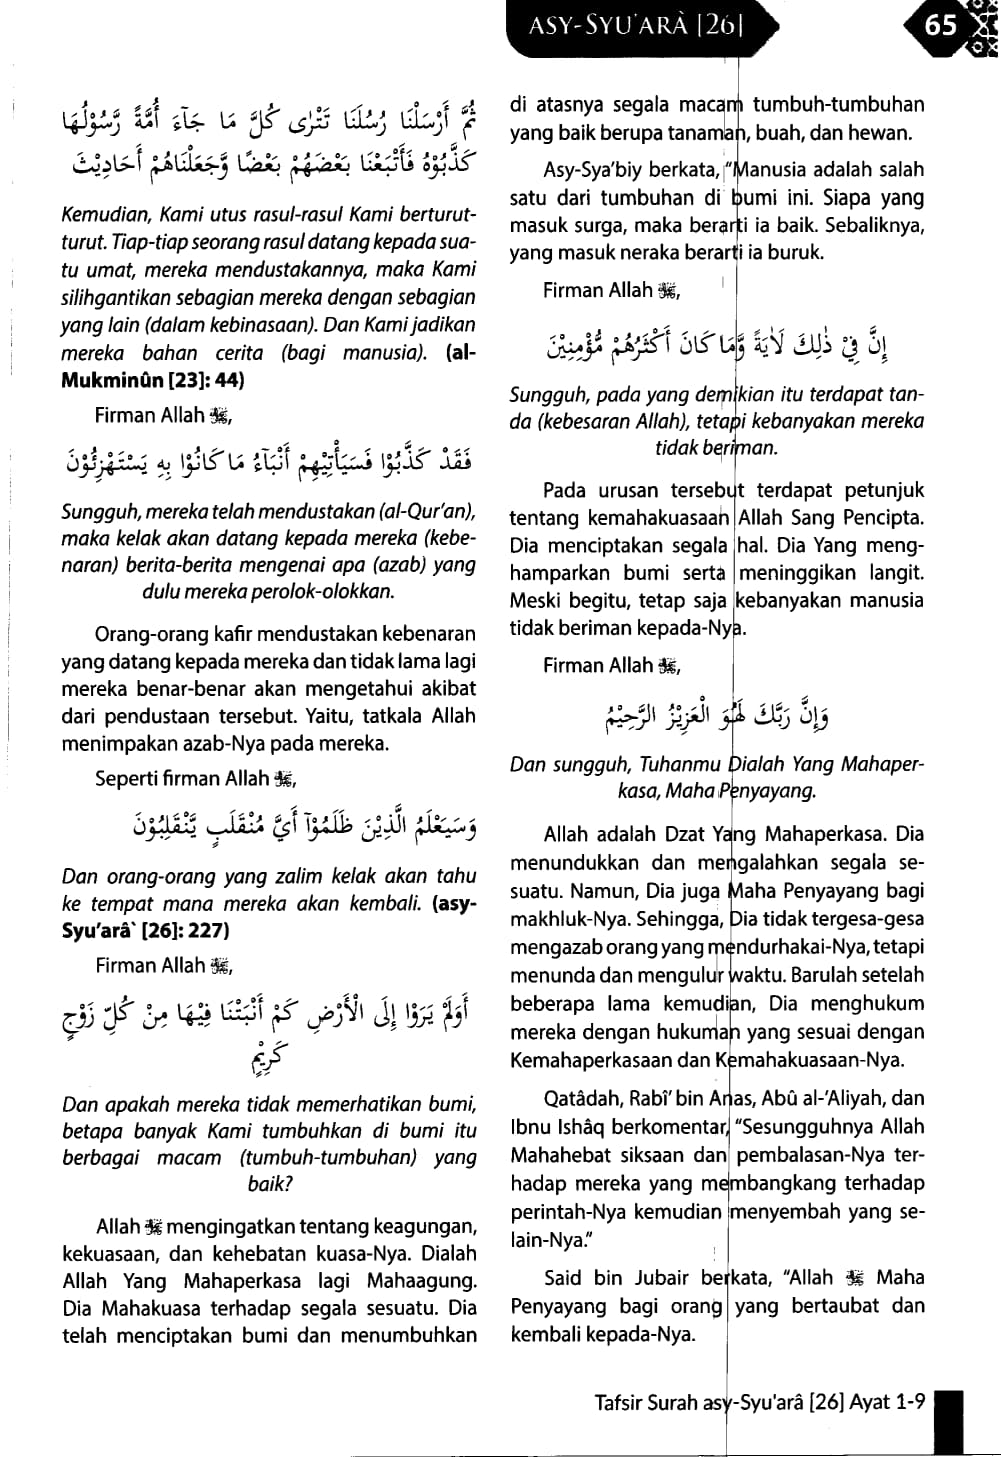 ASY-SYU'ARÀ [26]
65
ثُمَّ أَرْسَلْنَا رُسُلَنَا تَتْرٰى كُلَّ مَا جَاۤءَ أُمَّةً رَّسُوْلُهَا
كَذَّبُوْهُ فَأَتْبَعْنَا بَعْضَهُمْ بَعْضًا وَّجَعَلْنَاهُمْ أَحَادِيْثَ
Kemudian, Kami utus rasul-rasul Kami berturut-
turut. Tiap-tiap seorang rasul datang kepada sua-
tu umat, mereka mendustakannya, maka Kami
silihgantikan sebagian mereka dengan sebagian
yang lain (dalam kebinasaan). Dan Kami jadikan
mereka bahan cerita (bagi manusia). (al-
Mukminûn [23]: 44)
Firman Allah ﷻ,
فَقَدْ كَذَّبُوْا فَسَيَأْتِيْهِمْ أَنْبَاۤءُ مَا كَانُوْا بِهِ يَسْتَهْزِئُوْنَ
Sungguh, mereka telah mendustakan (al-Qur'an),
maka kelak akan datang kepada mereka (kebe-
naran) berita-berita mengenai apa (azab) yang
dulu mereka perolok-olokkan.
Orang-orang kafir mendustakan kebenaran
yang datang kepada mereka dan tidak lama lagi
mereka benar-benar akan mengetahui akibat
dari pendustaan tersebut. Yaitu, tatkala Allah
menimpakan azab-Nya pada mereka.
Seperti firman Allah ﷻ,
وَسَيَعْلَمُ الَّذِيْنَ ظَلَمُوْآ أَيَّ مُنْقَلَبٍ يَّنْقَلِبُوْنَ
Dan orang-orang yang zalim kelak akan tahu
ke tempat mana mereka akan kembali. (asy-
Syu'arâ` [26]: 227)
Firman Allah ﷻ,
أَوَلَمْ يَرَوْا إِلَى الْأَرْضِ كَمْ أَنْبَتْنَا فِيْهَا مِنْ كُلِّ زَوْجٍ
كَرِيْمٍ
Dan apakah mereka tidak memerhatikan bumi,
betapa banyak Kami tumbuhkan di bumi itu
berbagai macam (tumbuh-tumbuhan) yang
baik?
Allah ﷻ mengingatkan tentang keagungan,
kekuasaan, dan kehebatan kuasa-Nya. Dialah
Allah Yang Mahaperkasa lagi Mahaagung.
Dia Mahakuasa terhadap segala sesuatu. Dia
telah menciptakan bumi dan menumbuhkan
di atasnya segala macam tumbuh-tumbuhan
yang baik berupa tanaman, buah, dan hewan.
Asy-Sya'biy berkata, "Manusia adalah salah
satu dari tumbuhan di bumi ini. Siapa yang
masuk surga, maka berarti ia baik. Sebaliknya,
yang masuk neraka berarti ia buruk.
Firman Allah ﷻ,
إِنَّ فِيْ ذٰلِكَ لَاٰيَةً وَّمَا كَانَ أَكْثَرُهُمْ مُّؤْمِنِيْنَ
Sungguh, pada yang demikian itu terdapat tan-
da (kebesaran Allah), tetapi kebanyakan mereka
tidak beriman.
Pada urusan tersebut terdapat petunjuk
tentang kemahakuasaan Allah Sang Pencipta.
Dia menciptakan segala hal. Dia Yang meng-
hamparkan bumi serta meninggikan langit.
Meski begitu, tetap saja kebanyakan manusia
tidak beriman kepada-Nya.
Firman Allah ﷻ,
وَإِنَّ رَبَّكَ لَهُوَ الْعَزِيْزُ الرَّحِيْمُ
Dan sungguh, Tuhanmu Dialah Yang Mahaper-
kasa, Maha Penyayang.
Allah adalah Dzat Yang Mahaperkasa. Dia
menundukkan dan mengalahkan segala se-
suatu. Namun, Dia juga Maha Penyayang bagi
makhluk-Nya. Sehingga, Dia tidak tergesa-gesa
mengazab orang yang mendurhakai-Nya, tetapi
menunda dan mengulur waktu. Barulah setelah
beberapa lama kemudian, Dia menghukum
mereka dengan hukuman yang sesuai dengan
Kemahaperkasaan dan Kemahakuasaan-Nya.
Qatâdah, Rabî' bin Anas, Abû al-'Aliyah, dan
Ibnu Ishâq berkomentar, "Sesungguhnya Allah
Mahahebat siksaan dan pembalasan-Nya ter-
hadap mereka yang membangkang terhadap
perintah-Nya kemudian menyembah yang se-
lain-Nya."
Said bin Jubair berkata, "Allah ﷻ Maha
Penyayang bagi orang yang bertaubat dan
kembali kepada-Nya.
Tafsir Surah asy-Syu'arâ [26] Ayat 1-9